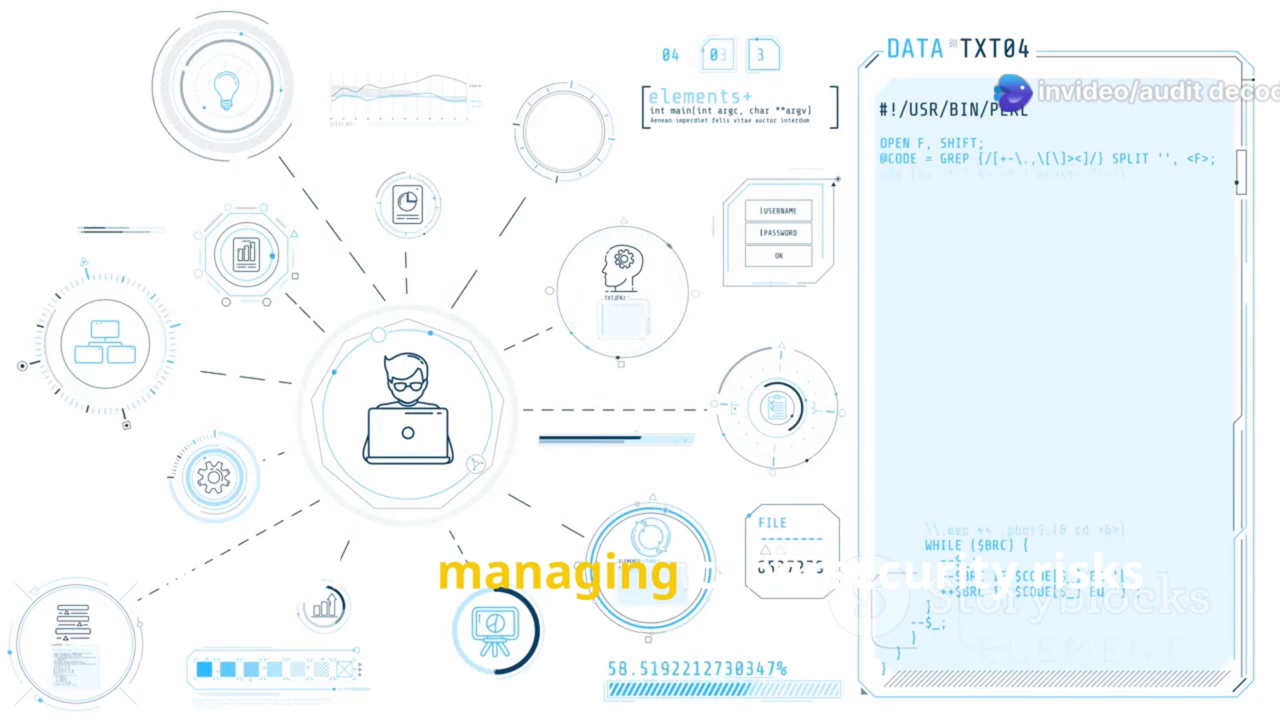 04
03
3
elements+
int main(int argc, char **argv)
Aenean imperdiet felis vitae auctor interdum
|USERNAME
|PASSWORD
OK
DATA TXT04
invideo/audit decod
#!/USR/BIN/PERL
OPEN F, SHIFT;
@CODE = GREP {/[+-\.,\[\]><]/} SPLIT '', <F>;
FILE
managing security risks
WHILE ($BRC) {
}
--$_;
}
}
}
Storyblocks
ELEMENT
58.5192212730347%